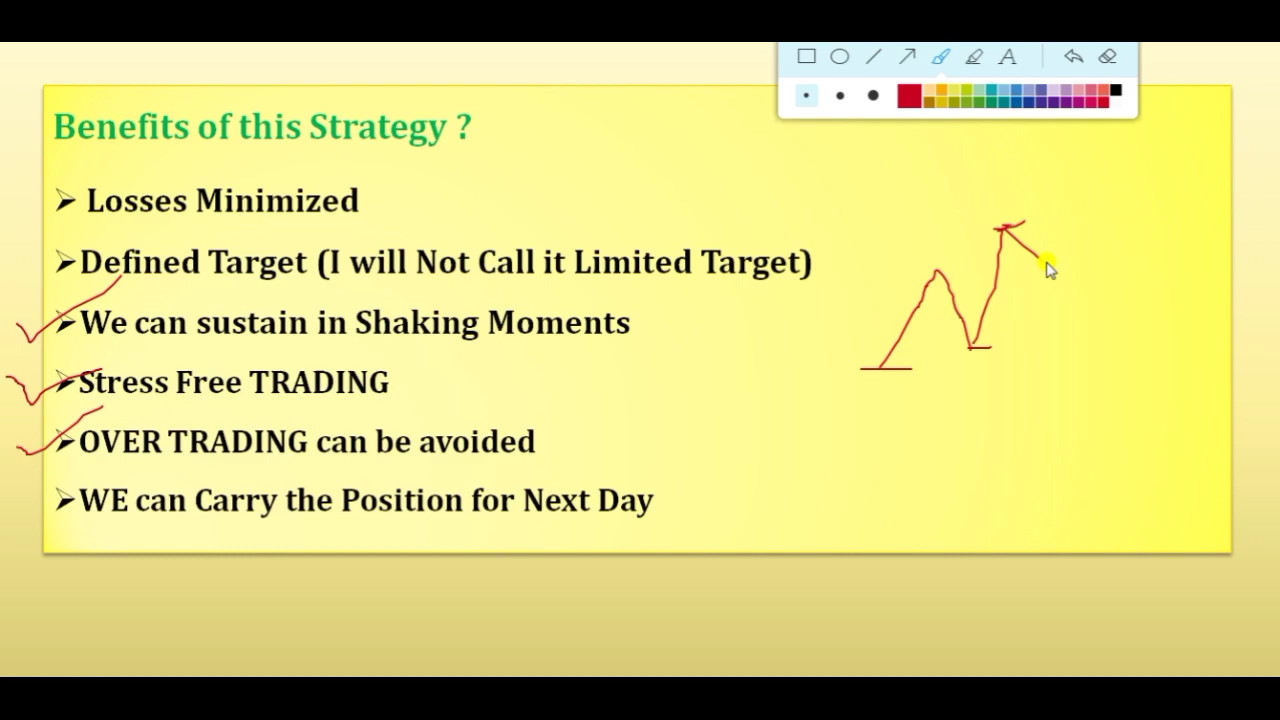 Benefits of this Strategy ?
➢ Losses Minimized
➢Defined Target (I will Not Call it Limited Target)
➢We can sustain in Shaking Moments
➢Stress Free TRADING
➢OVER TRADING can be avoided
➢WE can Carry the Position for Next Day